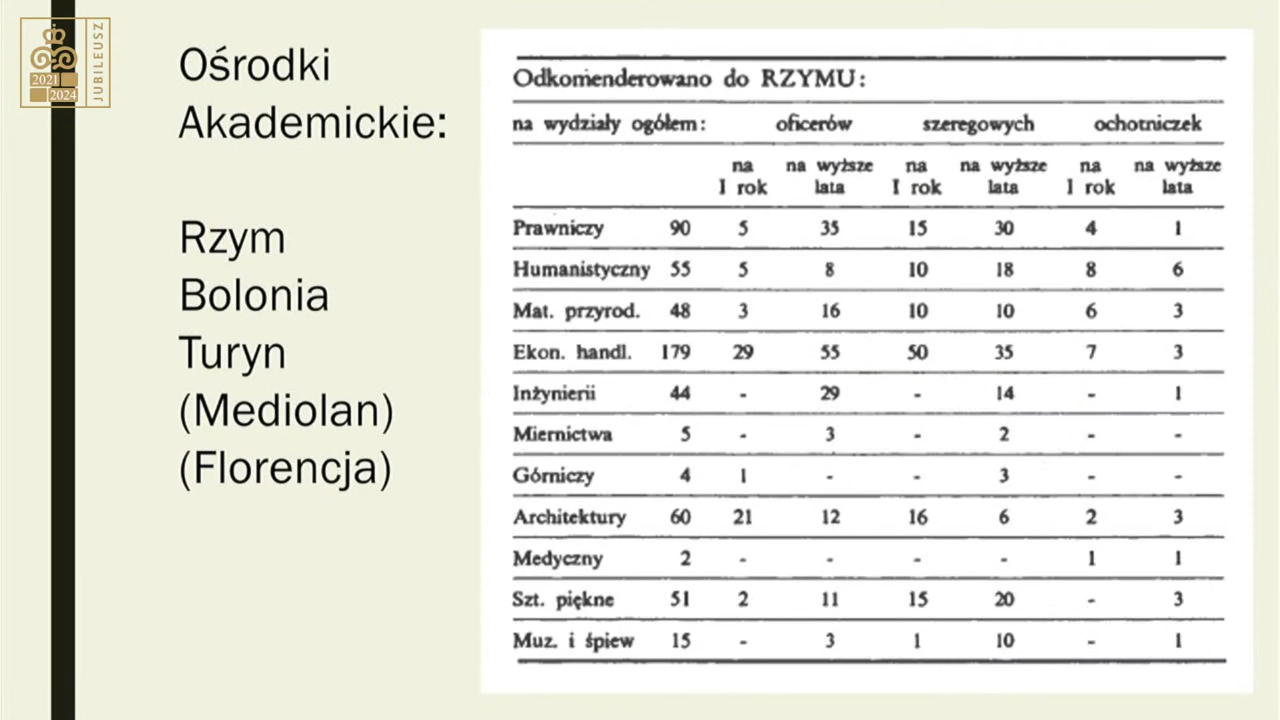 2021
2024
JUBILEUSZ
Ośrodki
Akademickie:
Rzym
Bolonia
Turyn
(Mediolan)
(Florencja)
Odkomenderowano do RZYMU:
na wydziały ogółem: oficerów szeregowych ochotniczek
na na wyższe na na wyższe na na wyższe
I rok lata I rok lata I rok lata
Prawniczy 90 5 35 15 30 4 1
Humanistyczny 55 5 8 10 18 8 6
Mat. przyrod. 48 3 16 10 10 6 3
Ekon. handl. 179 29 55 50 35 7 3
Inżynierii 44 - 29 - 14 - 1
Miernictwa 5 - 3 - 2 - -
Górniczy 4 1 - - 3 - -
Architektury 60 21 12 16 6 2 3
Medyczny 2 - - - - 1 1
Szt. piękne 51 2 11 15 20 - 3
Muz. i śpiew 15 - 3 1 10 - 1